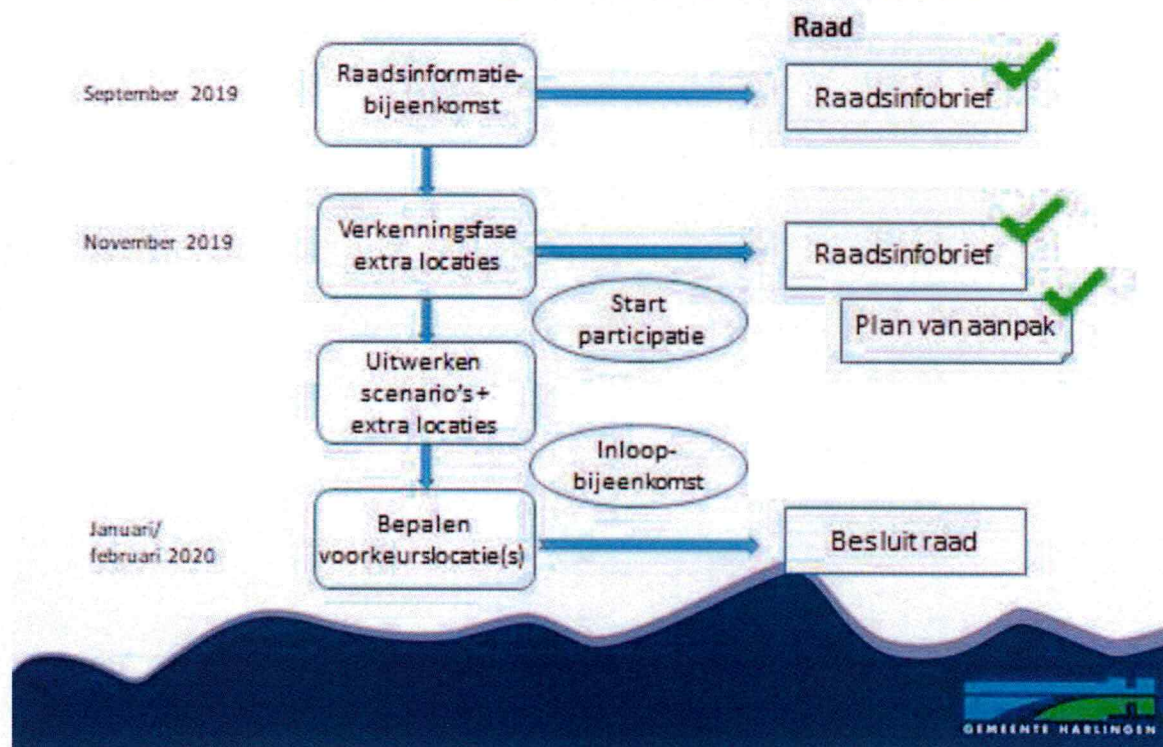 Raad
September 2019
Raadsinformatie-
bijeenkomst
Raadsinfobrief
November 2019
Verkenningsfase
extra locaties
Raadsinfobrief
Start
participatie
Plan van aanpak
Uitwerken
scenario's +
extra locaties
Inloop-
bijeenkomst
Januari/
februari 2020
Bepalen
voorkeurslocatie(s)
Besluit raad
GEMEENTE HARLINGEN